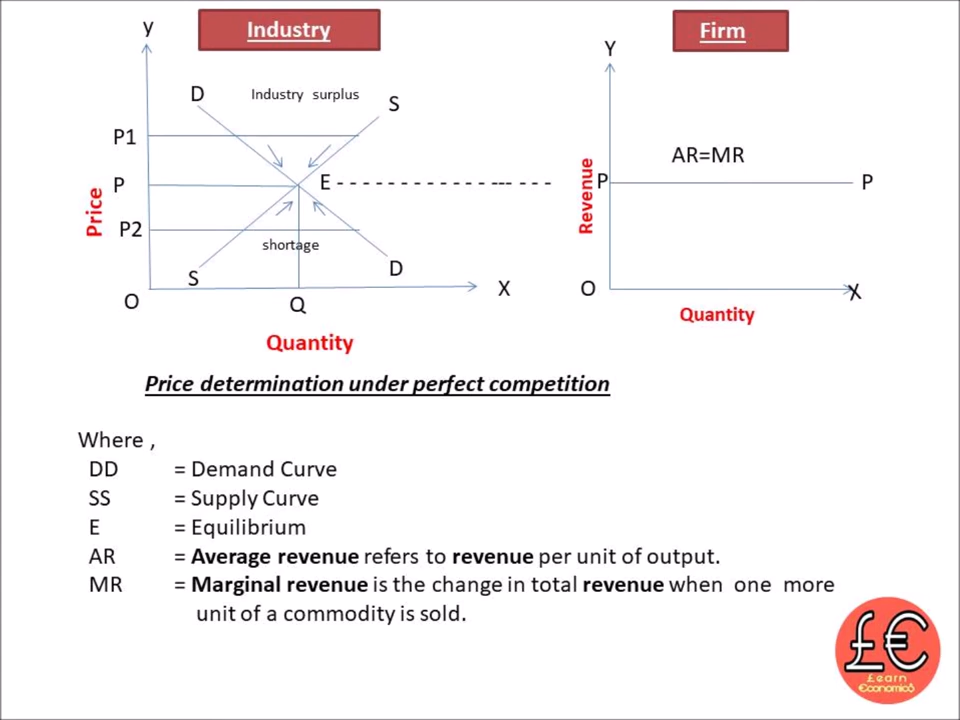 Industry
Firm
y
Y
D
Industry surplus
S
P1
AR=MR
P
E
P
P
Price
Revenue
P2
shortage
S
D
O
Q
X
O
X
Quantity
Quantity
Price determination under perfect competition
Where ,
DD = Demand Curve
SS = Supply Curve
E = Equilibrium
AR = Average revenue refers to revenue per unit of output.
MR = Marginal revenue is the change in total revenue when one more
unit of a commodity is sold.
£€
£earn
€conomics